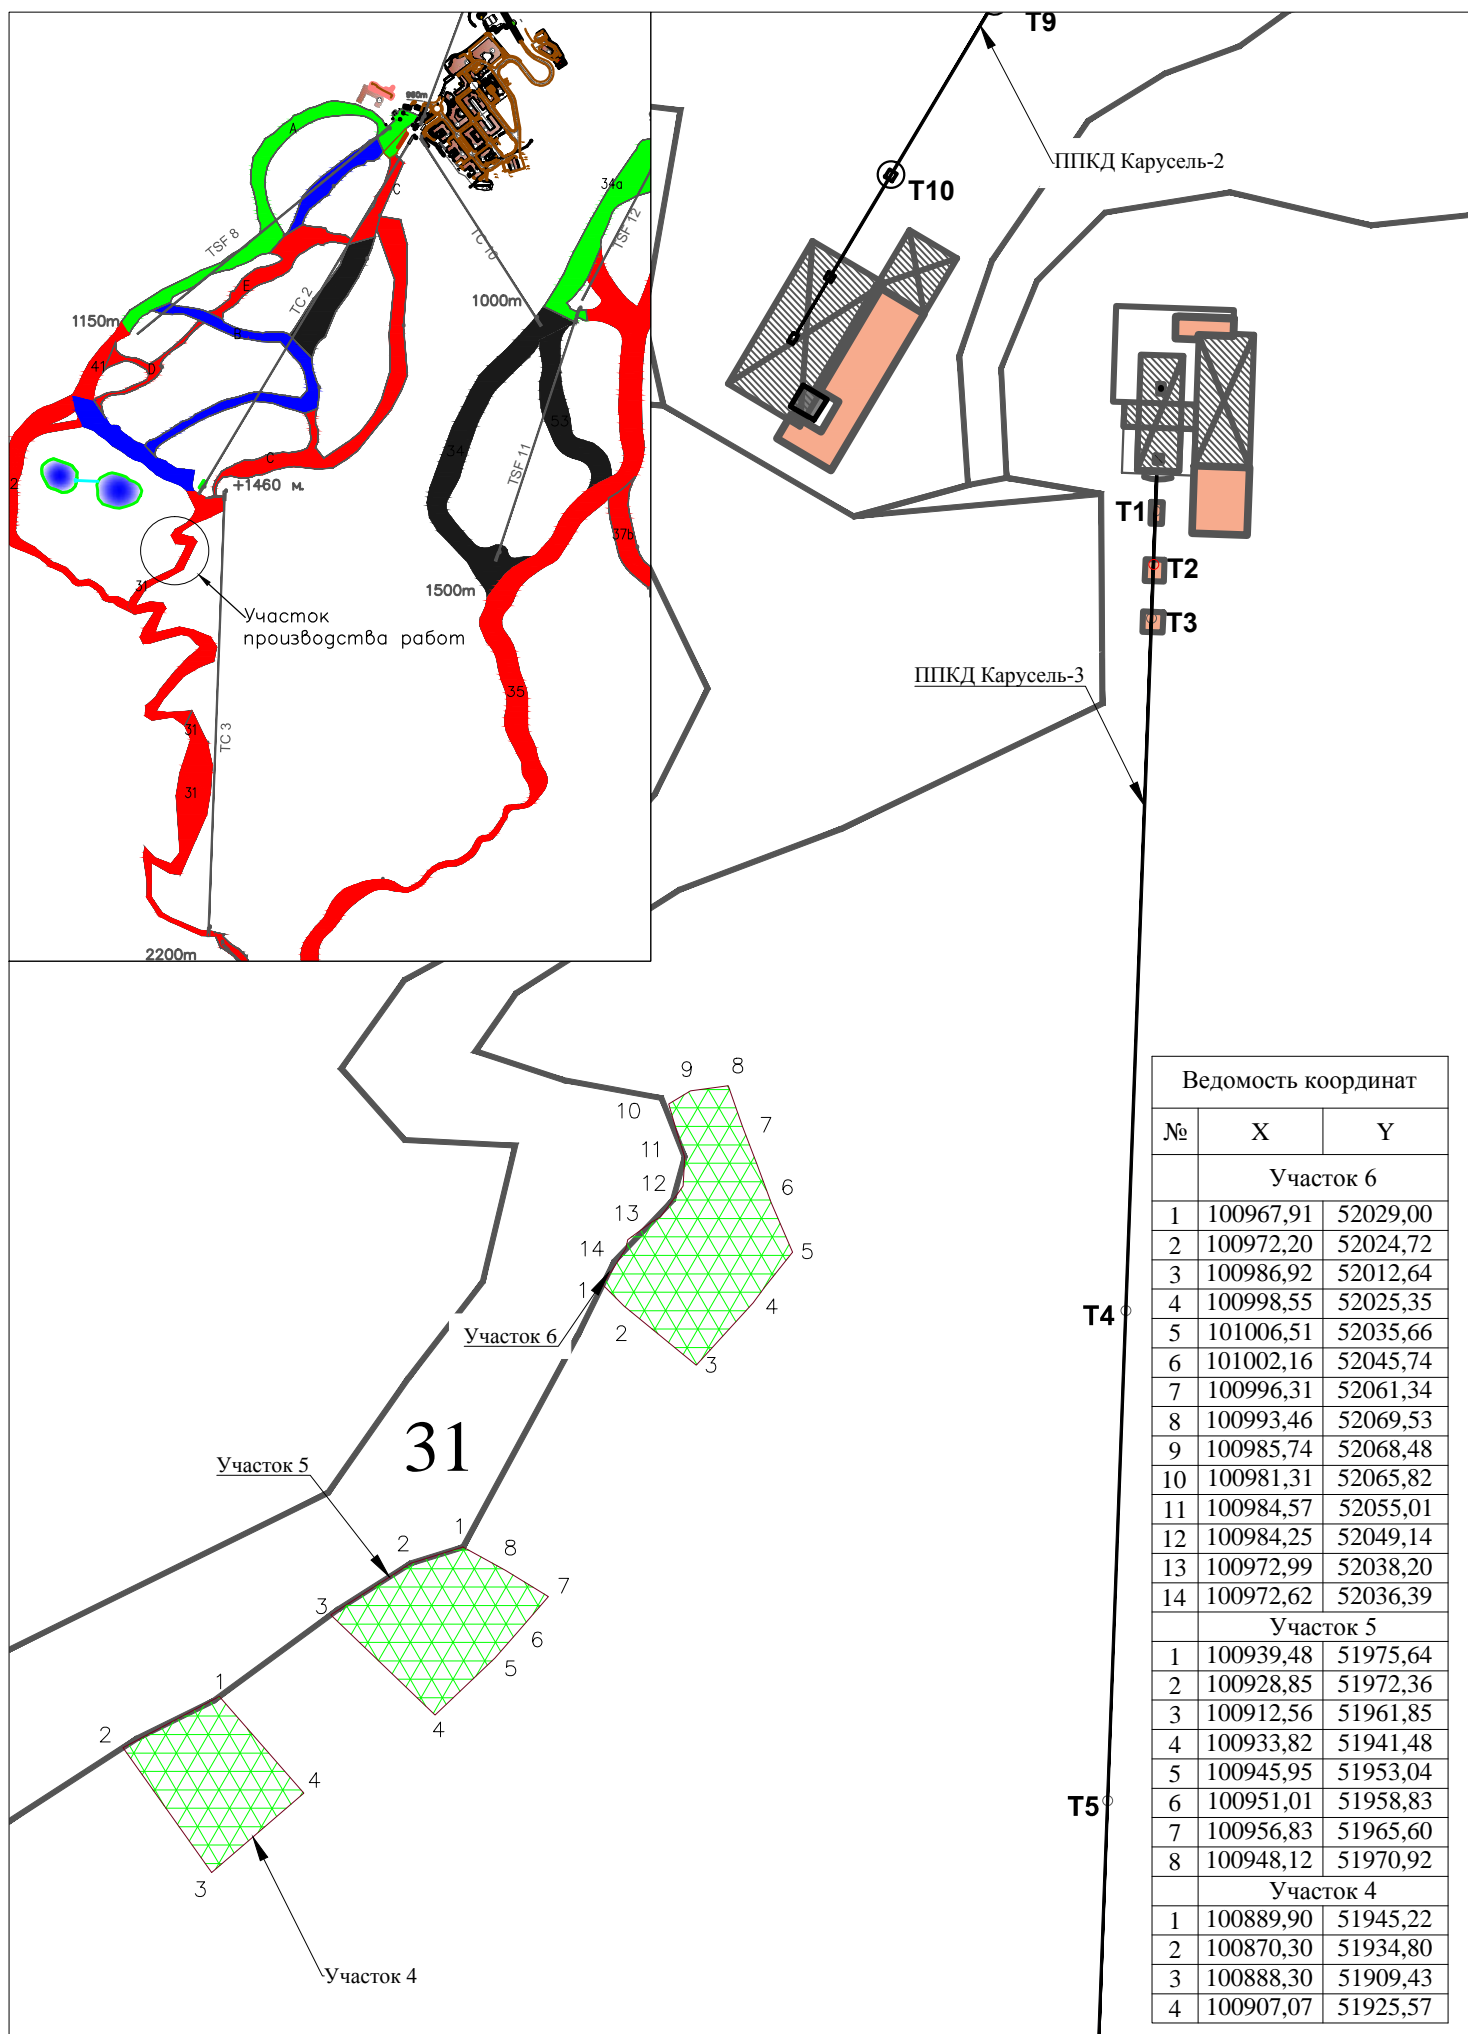 960m
A
C
34a
TSF 8
TC 10
TSF 12
E
TC 2
1000m
1150m
B
41
D
53
34
C
TSF 11
2
+1460 м.
37b
31
1500m
Участок
производства работ
35
31
TC 3
31
2200m
T9
ППКД Карусель-2
T10
T1
T2
T3
ППКД Карусель-3
T4
T5
9
8
10
7
11
12
6
13
14
5
1
4
2
3
Участок 6
31
Участок 5
1
2
8
7
3
6
5
4
1
2
4
3
Участок 4
Ведомость координат
№ X Y
Участок 6
1 100967,91 52029,00
2 100972,20 52024,72
3 100986,92 52012,64
4 100998,55 52025,35
5 101006,51 52035,66
6 101002,16 52045,74
7 100996,31 52061,34
8 100993,46 52069,53
9 100985,74 52068,48
10 100981,31 52065,82
11 100984,57 52055,01
12 100984,25 52049,14
13 100972,99 52038,20
14 100972,62 52036,39
Участок 5
1 100939,48 51975,64
2 100928,85 51972,36
3 100912,56 51961,85
4 100933,82 51941,48
5 100945,95 51953,04
6 100951,01 51958,83
7 100956,83 51965,60
8 100948,12 51970,92
Участок 4
1 100889,90 51945,22
2 100870,30 51934,80
3 100888,30 51909,43
4 100907,07 51925,57